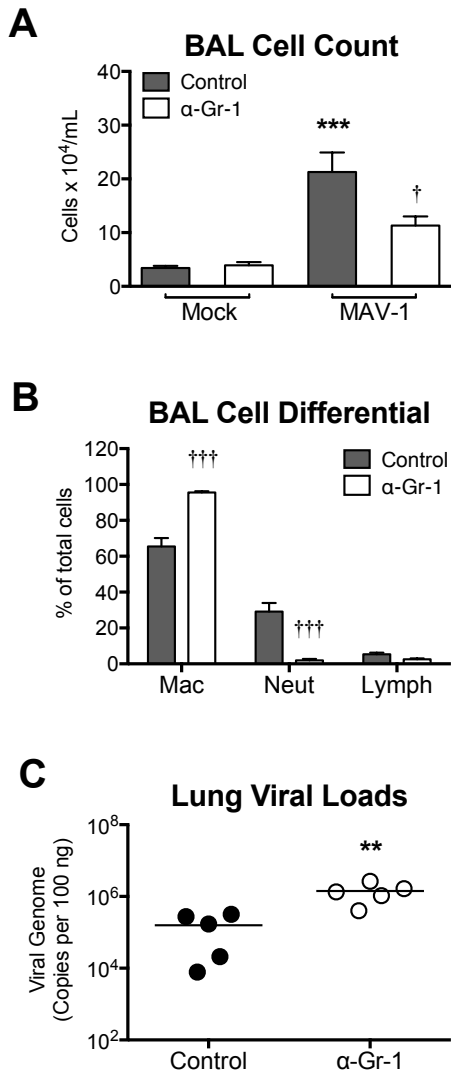 A
BAL Cell Count
Control
α-Gr-1
Cells x 10⁴/mL
40
30
20
10
0
***
†
Mock
MAV-1
B
BAL Cell Differential
Control
α-Gr-1
% of total cells
120
100
80
60
40
20
0
†††
†††
Mac
Neut
Lymph
C
Lung Viral Loads
Viral Genome
(Copies per 100 ng)
10⁸
10⁶
10⁴
10²
**
Control
α-Gr-1